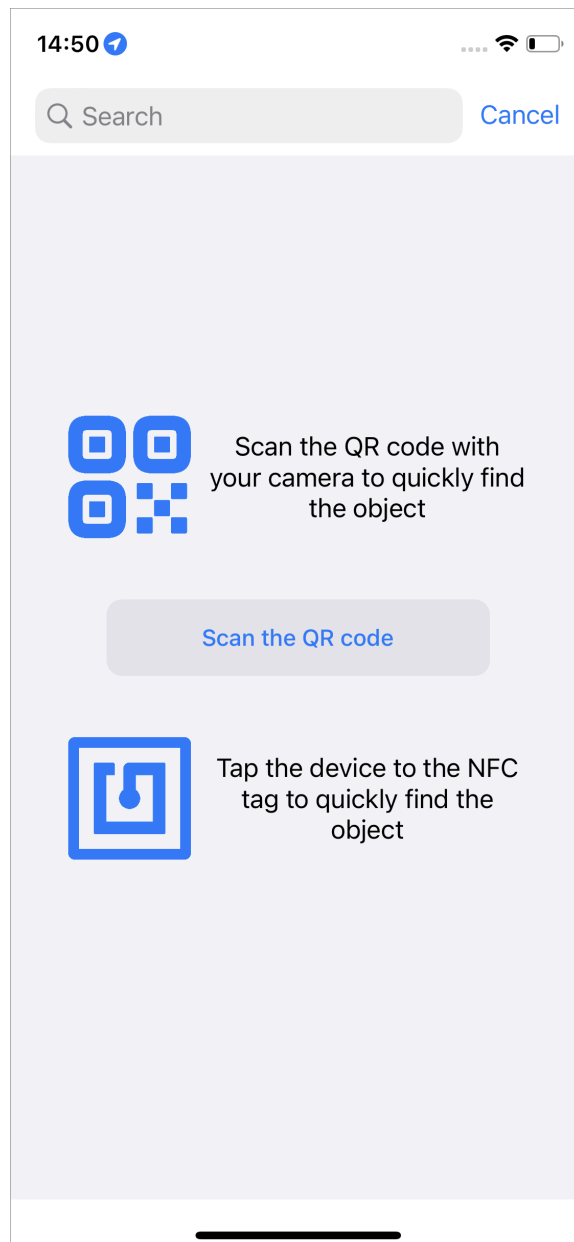 14:50
Search
Cancel
Scan the QR code with
your camera to quickly find
the object
Scan the QR code
Tap the device to the NFC
tag to quickly find the
object